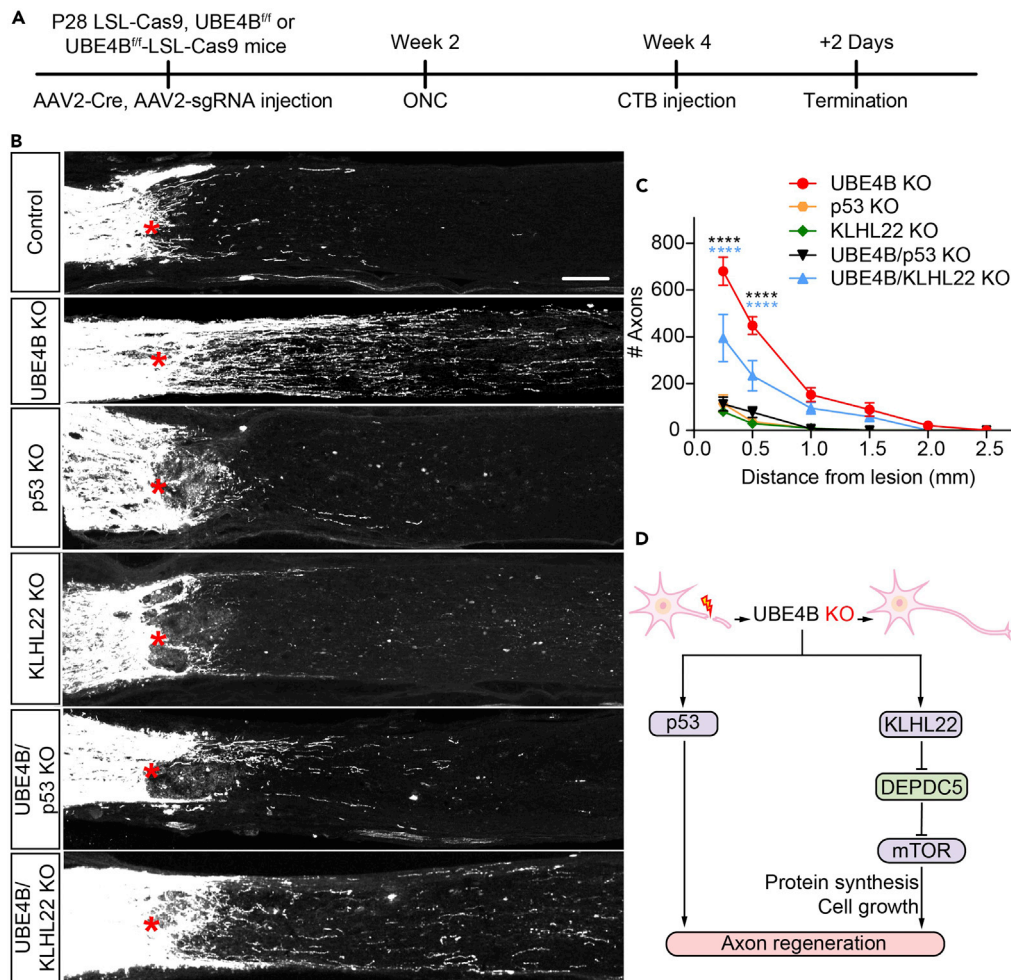 A
P28 LSL-Cas9, UBE4Bf/f or
UBE4Bf/f-LSL-Cas9 mice
Week 2
Week 4
+2 Days
AAV2-Cre, AAV2-sgRNA injection
ONC
CTB injection
Termination
B
Control
UBE4B KO
p53 KO
KLHL22 KO
UBE4B/
p53 KO
UBE4B/
KLHL22 KO
*
*
*
*
*
*
C
UBE4B KO
p53 KO
KLHL22 KO
UBE4B/p53 KO
UBE4B/KLHL22 KO
# Axons
800
600
400
200
0
****
****
****
****
0.0
0.5
1.0
1.5
2.0
2.5
Distance from lesion (mm)
D
UBE4B KO
p53
KLHL22
DEPDC5
mTOR
Protein synthesis
Cell growth
Axon regeneration